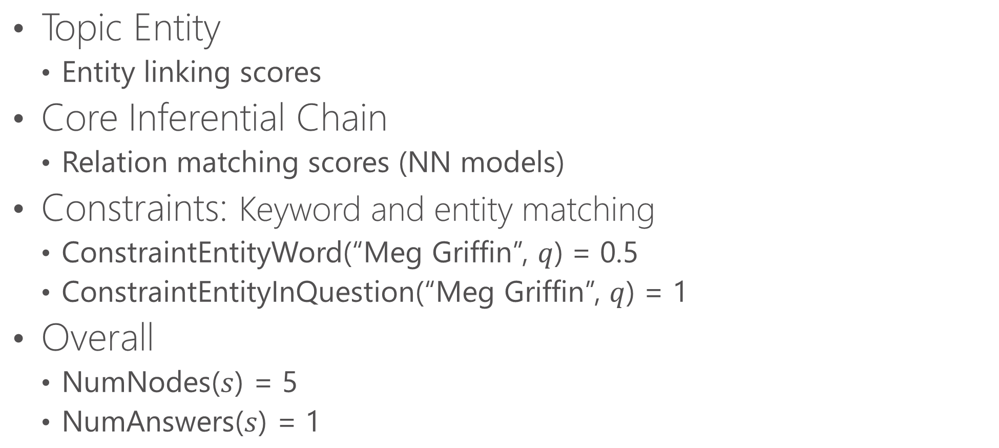 • Topic Entity
• Entity linking scores
• Core Inferential Chain
• Relation matching scores (NN models)
• Constraints: Keyword and entity matching
• ConstraintEntityWord(“Meg Griffin”, q) = 0.5
• ConstraintEntityInQuestion(“Meg Griffin”, q) = 1
• Overall
• NumNodes(s) = 5
• NumAnswers(s) = 1